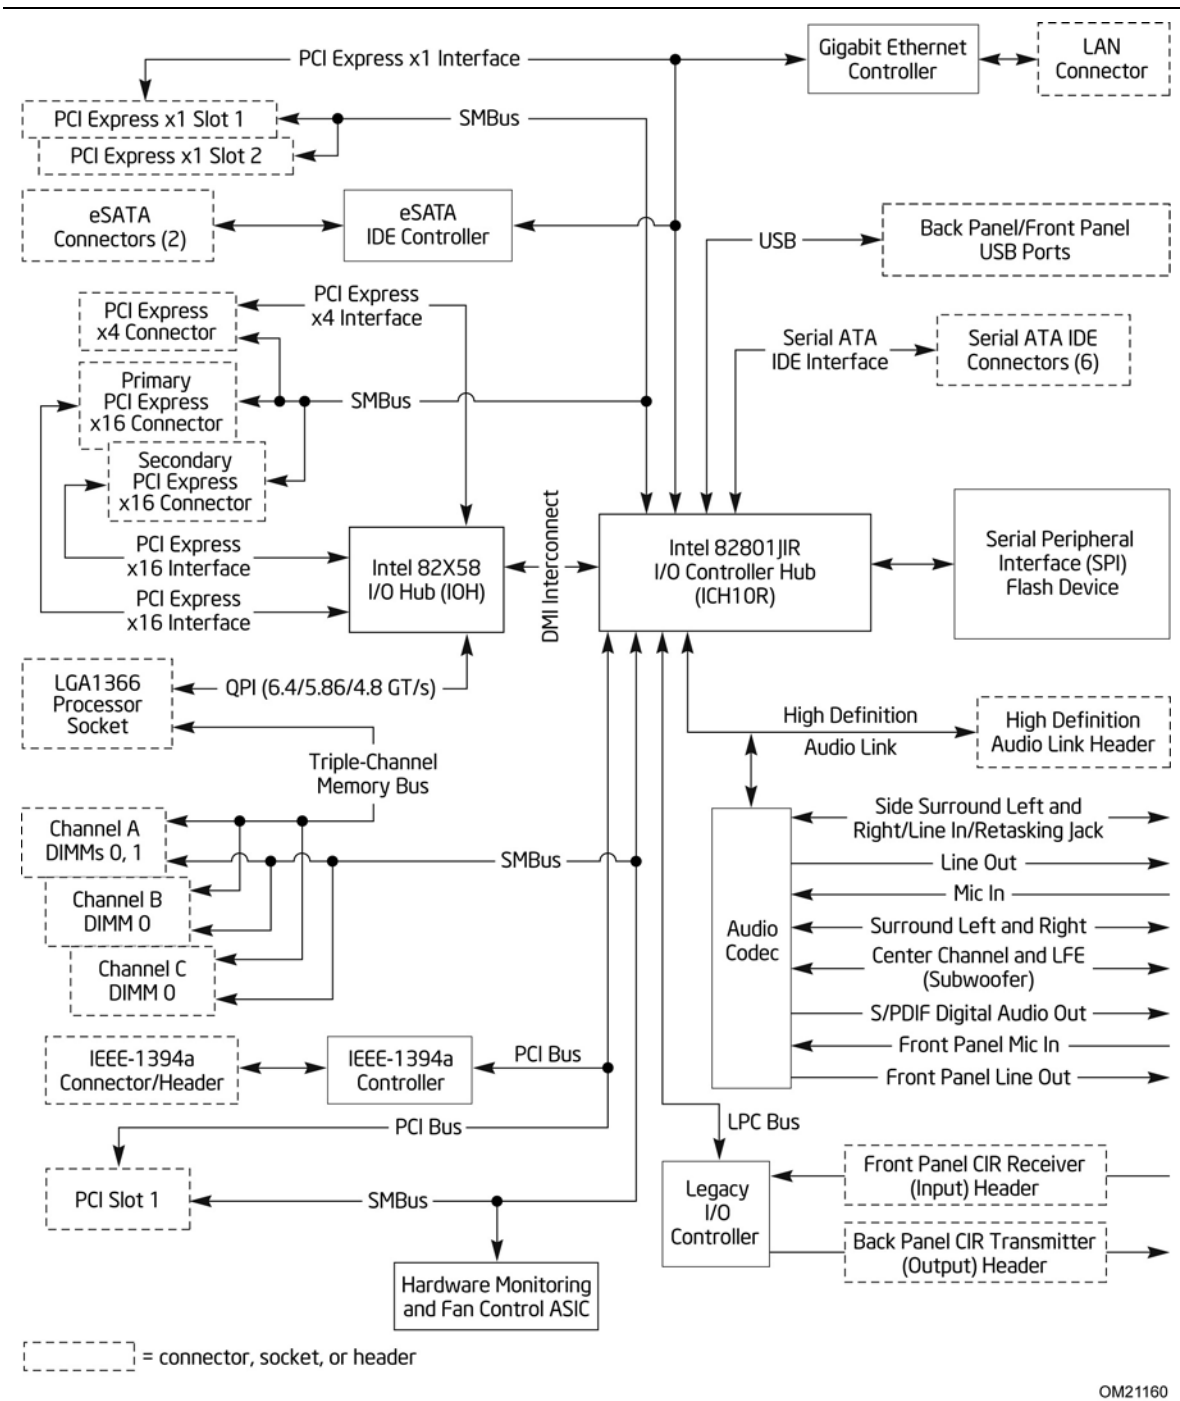 PCI Express x1 Interface
Gigabit Ethernet
Controller
LAN
Connector
PCI Express x1 Slot 1
SMBus
PCI Express x1 Slot 2
eSATA
Connectors (2)
eSATA
IDE Controller
USB
Back Panel/Front Panel
USB Ports
PCI Express
x4 Connector
PCI Express
x4 Interface
Serial ATA
IDE Interface
Serial ATA IDE
Connectors (6)
Primary
PCI Express
x16 Connector
SMBus
Secondary
PCI Express
x16 Connector
PCI Express
x16 Interface
PCI Express
x16 Interface
Intel 82X58
I/O Hub (IOH)
DMI Interconnect
Intel 82801JIR
I/O Controller Hub
(ICH10R)
Serial Peripheral
Interface (SPI)
Flash Device
LGA1366
Processor
Socket
QPI (6.4/5.86/4.8 GT/s)
Triple-Channel
Memory Bus
High Definition
Audio Link
High Definition
Audio Link Header
Channel A
DIMMs 0, 1
SMBus
Channel B
DIMM 0
Channel C
DIMM 0
Audio
Codec
Side Surround Left and
Right/Line In/Retasking Jack
Line Out
Mic In
Surround Left and Right
Center Channel and LFE
(Subwoofer)
S/PDIF Digital Audio Out
Front Panel Mic In
Front Panel Line Out
IEEE-1394a
Connector/Header
IEEE-1394a
Controller
PCI Bus
PCI Bus
LPC Bus
PCI Slot 1
SMBus
Legacy
I/O
Controller
Front Panel CIR Receiver
(Input) Header
Back Panel CIR Transmitter
(Output) Header
Hardware Monitoring
and Fan Control ASIC
= connector, socket, or header
OM21160